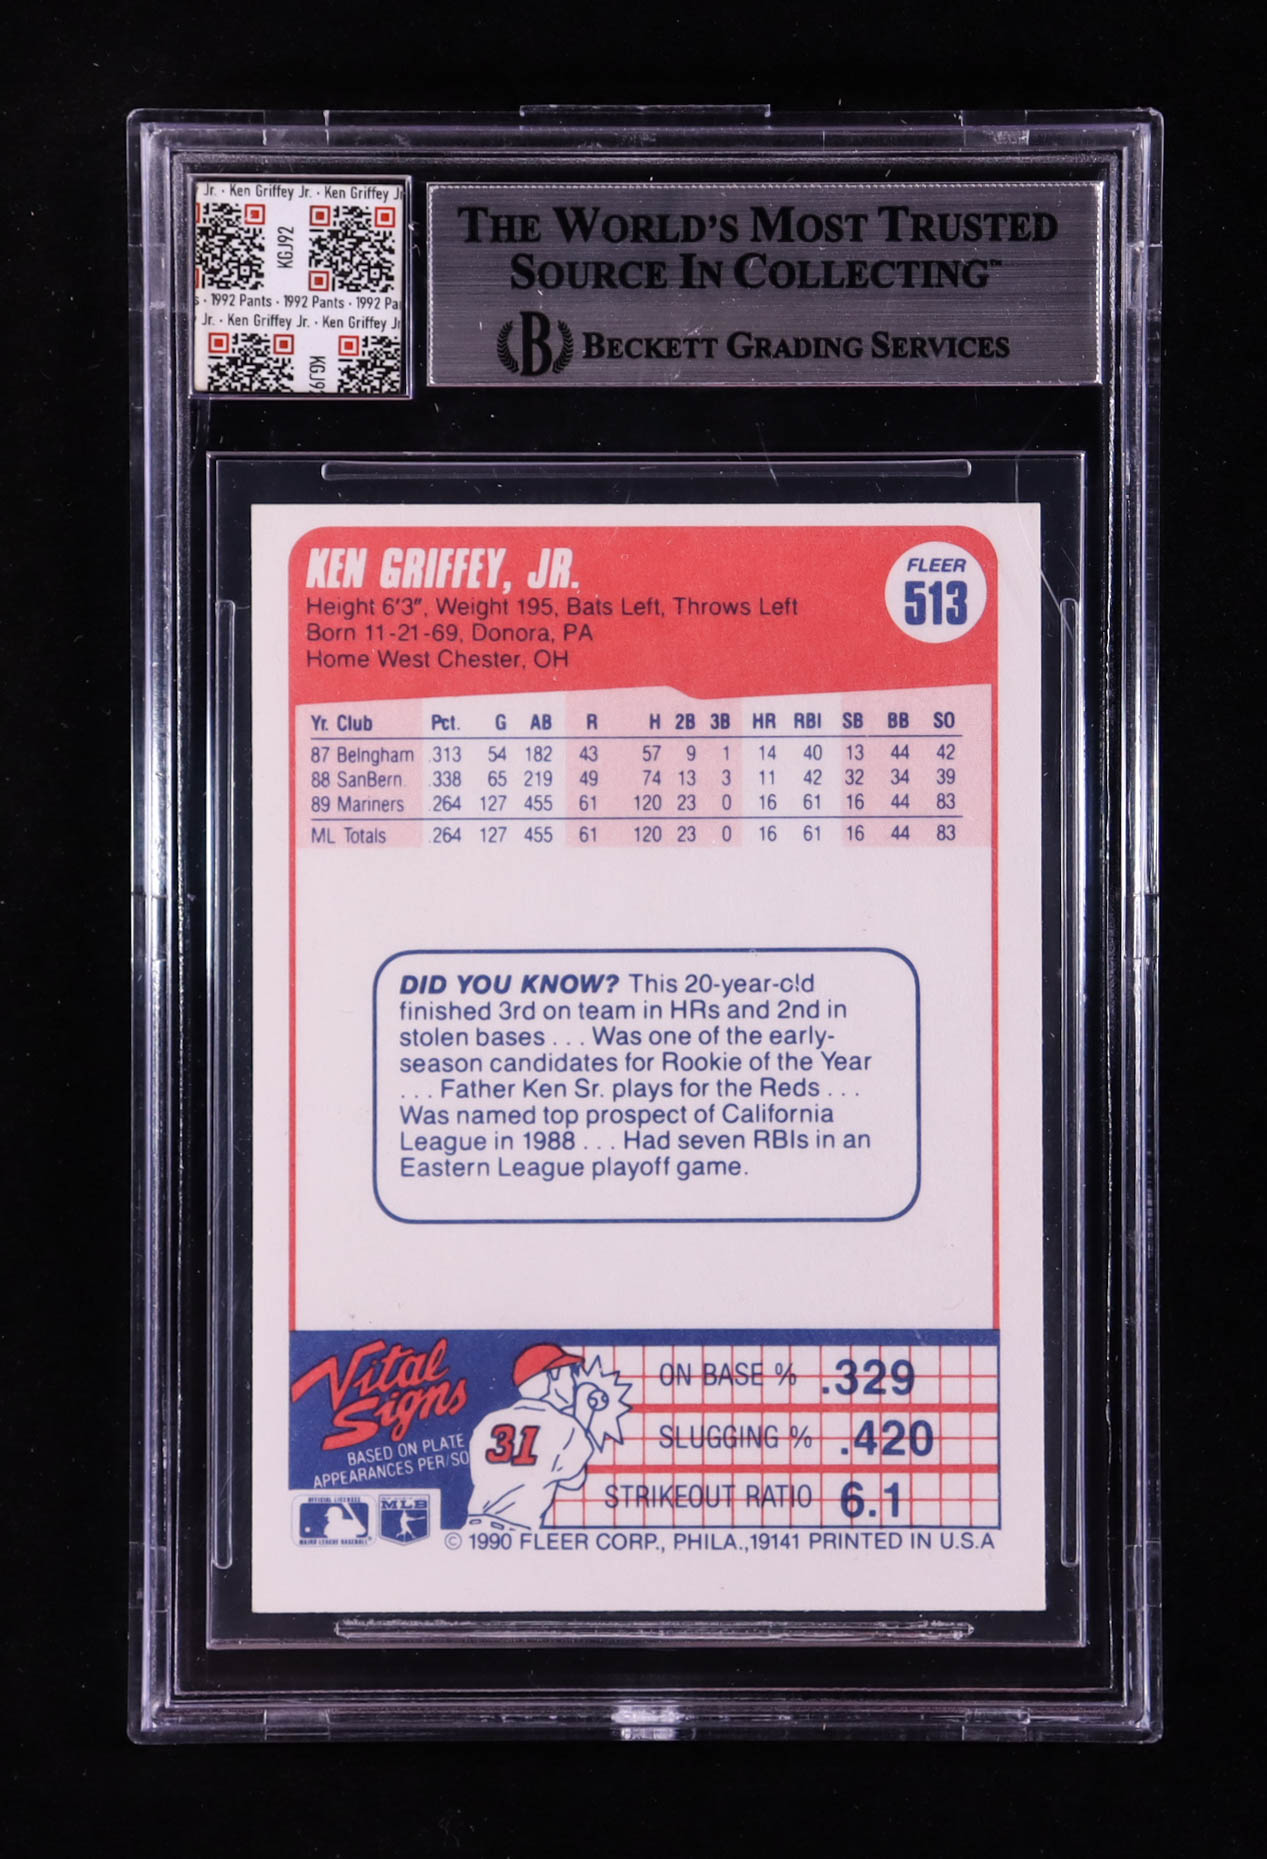 Jr. · Ken Griffey Jr. · Ken Griffey Jr
KGJ92
s · 1992 Pants · 1992 Pants · 1992 Pa
Jr. · Ken Griffey Jr. · Ken Griffey Jr
KGJ92
THE WORLD'S MOST TRUSTED
SOURCE IN COLLECTING™
B BECKETT GRADING SERVICES
KEN GRIFFEY, JR.
FLEER
513
Height 6'3", Weight 195, Bats Left, Throws Left
Born 11-21-69, Donora, PA
Home West Chester, OH
Yr. Club Pct. G AB R H 2B 3B HR RBI SB BB SO
87 Belngham .313 54 182 43 57 9 1 14 40 13 44 42
88 SanBern. .338 65 219 49 74 13 3 11 42 32 34 39
89 Mariners .264 127 455 61 120 23 0 16 61 16 44 83
ML Totals .264 127 455 61 120 23 0 16 61 16 44 83
DID YOU KNOW? This 20-year-old
finished 3rd on team in HRs and 2nd in
stolen bases . . . Was one of the early-
season candidates for Rookie of the Year
. . . Father Ken Sr. plays for the Reds . . .
Was named top prospect of California
League in 1988 . . . Had seven RBIs in an
Eastern League playoff game.
Vital
Signs
BASED ON PLATE
APPEARANCES PER/SO
31
ON BASE % .329
SLUGGING % .420
STRIKEOUT RATIO 6.1
OFFICIAL LICENSEE
MAJOR LEAGUE BASEBALL
MLB
© 1990 FLEER CORP., PHILA.,19141 PRINTED IN U.S.A